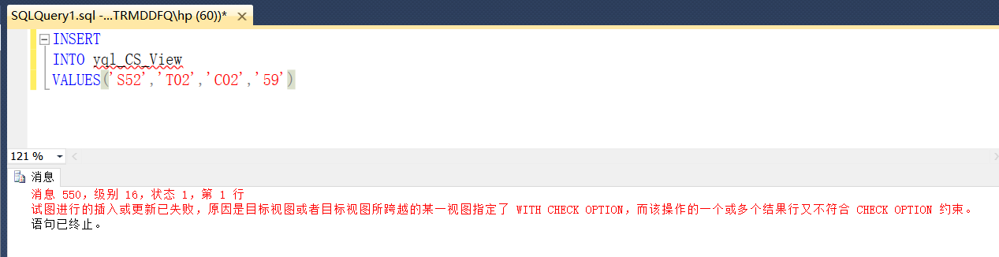 SQLQuery1.sql -...TRMDDFQ\hp (60))*
INSERT
INTO yql_CS_View
VALUES('S52','T02','C02','59')
121 %
消息
消息 550，级别 16，状态 1，第 1 行
试图进行的插入或更新已失败，原因是目标视图或者目标视图所跨越的某一视图指定了 WITH CHECK OPTION，而该操作的一个或多个结果行又不符合 CHECK OPTION 约束。
语句已终止。